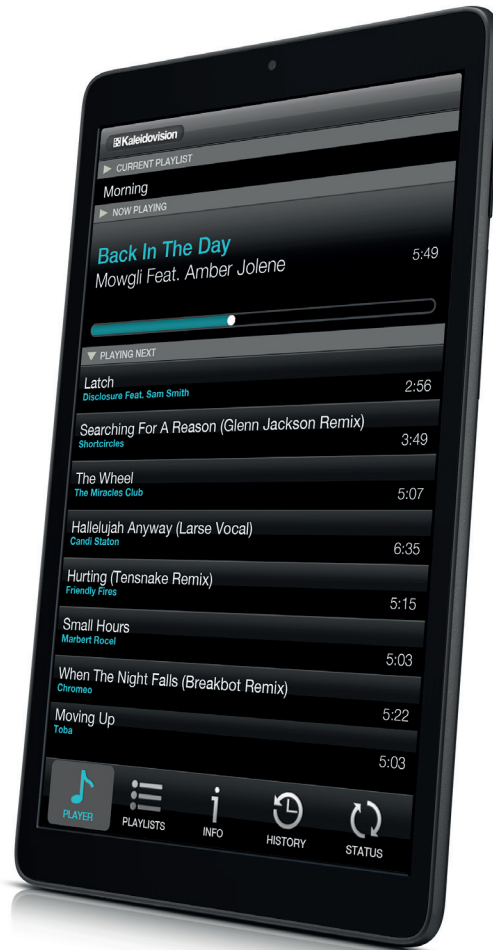 Kaleidovision
CURRENT PLAYLIST
Morning
NOW PLAYING
Back In The Day
Mowgli Feat. Amber Jolene
5:49
PLAYING NEXT
Latch
Disclosure Feat. Sam Smith
2:56
Searching For A Reason (Glenn Jackson Remix)
Shortcircles
3:49
The Wheel
The Miracles Club
5:07
Hallelujah Anyway (Larse Vocal)
Candi Staton
6:35
Hurting (Tensnake Remix)
Friendly Fires
5:15
Small Hours
Marbert Rocel
5:03
When The Night Falls (Breakbot Remix)
Chromeo
5:22
Moving Up
Toba
5:03
PLAYER
PLAYLISTS
INFO
HISTORY
STATUS